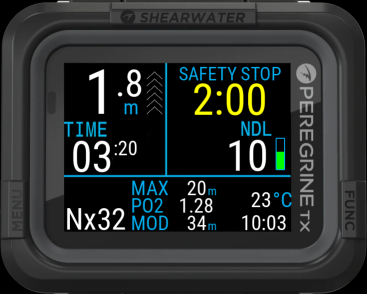 SHEARWATER
1.8 m
SAFETY STOP
2:00
TIME
03:20
NDL
10
MAX 20m
PO2 1.28
MOD 34m
Nx32
23°C
10:03
PEREGRINE TX
MENU
FUNC